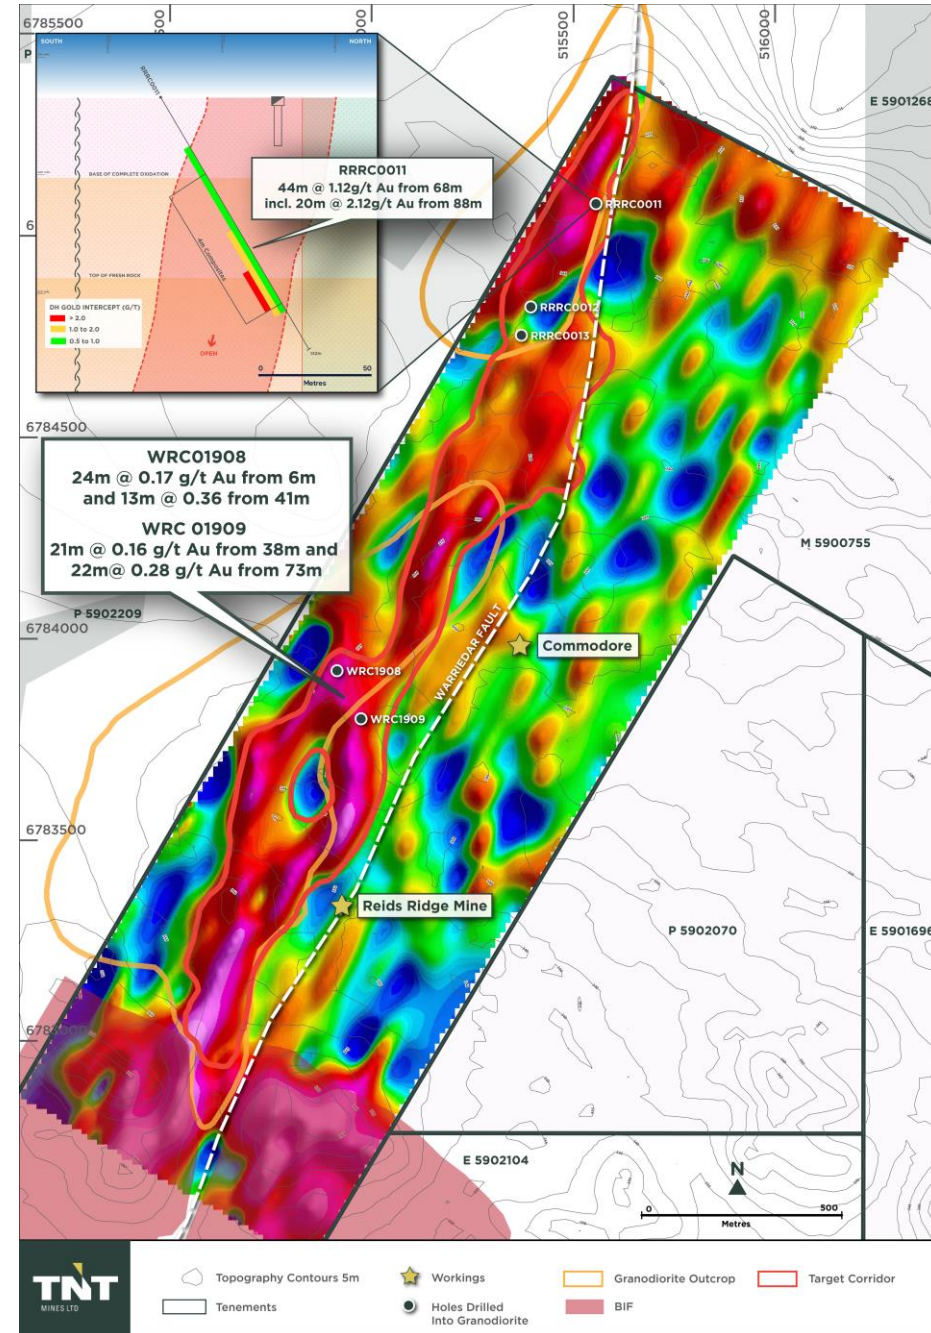 6785500
515500
516000
SOUTH
NORTH
RRRC0011
BASE OF COMPLETE OXIDATION
4m Composites
TOP OF FRESH ROCK
DH GOLD INTERCEPT (G/T)
> 2.0
1.0 to 2.0
0.5 to 1.0
OPEN
0 50
Metres
RRRC0011
44m @ 1.12g/t Au from 68m
incl. 20m @ 2.12g/t Au from 88m
E 5901268
RRRC0011
RRRC0012
RRRC0013
6784500
WRC01908
24m @ 0.17 g/t Au from 6m
and 13m @ 0.36 from 41m
WRC 01909
21m @ 0.16 g/t Au from 38m and
22m@ 0.28 g/t Au from 73m
M 5900755
P 5902209
6784000
WARRIEDAR FAULT
Commodore
WRC1908
WRC1909
6783500
Reids Ridge Mine
P 5902070
E 5901696
6783000
E 5902104
N
0 500
Metres
TNT
MINES LTD
Topography Contours 5m
Workings
Granodiorite Outcrop
Target Corridor
Tenements
Holes Drilled
Into Granodiorite
BIF